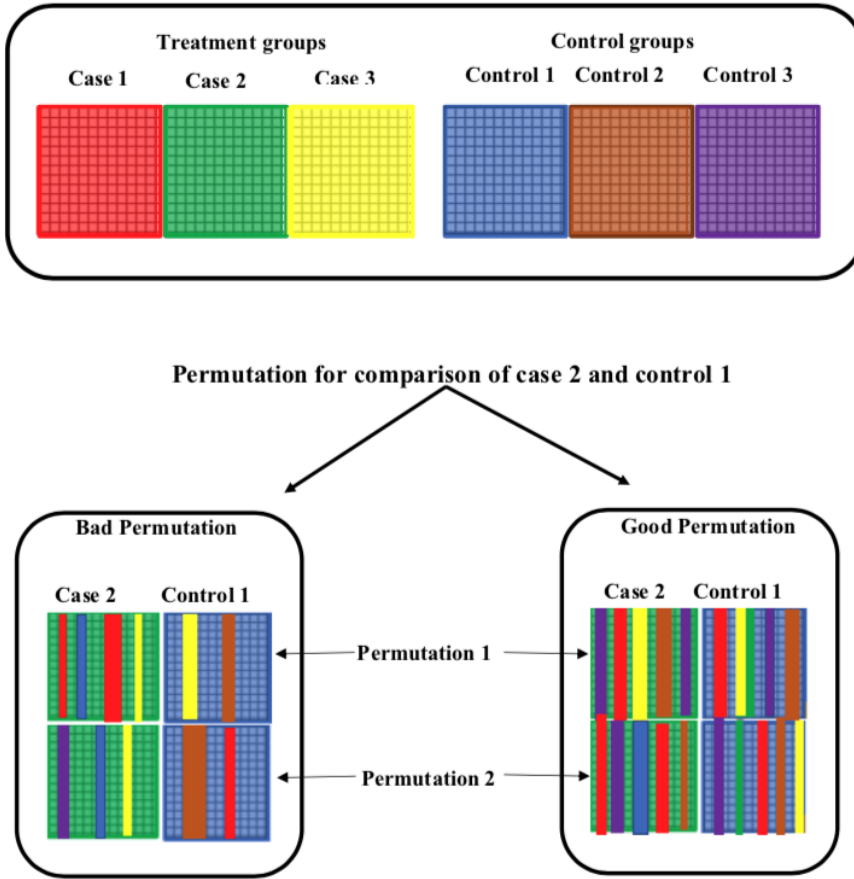 Treatment groups
Control groups
Case 1
Case 2
Case 3
Control 1
Control 2
Control 3
Permutation for comparison of case 2 and control 1
Bad Permutation
Good Permutation
Case 2
Control 1
Case 2
Control 1
Permutation 1
Permutation 2